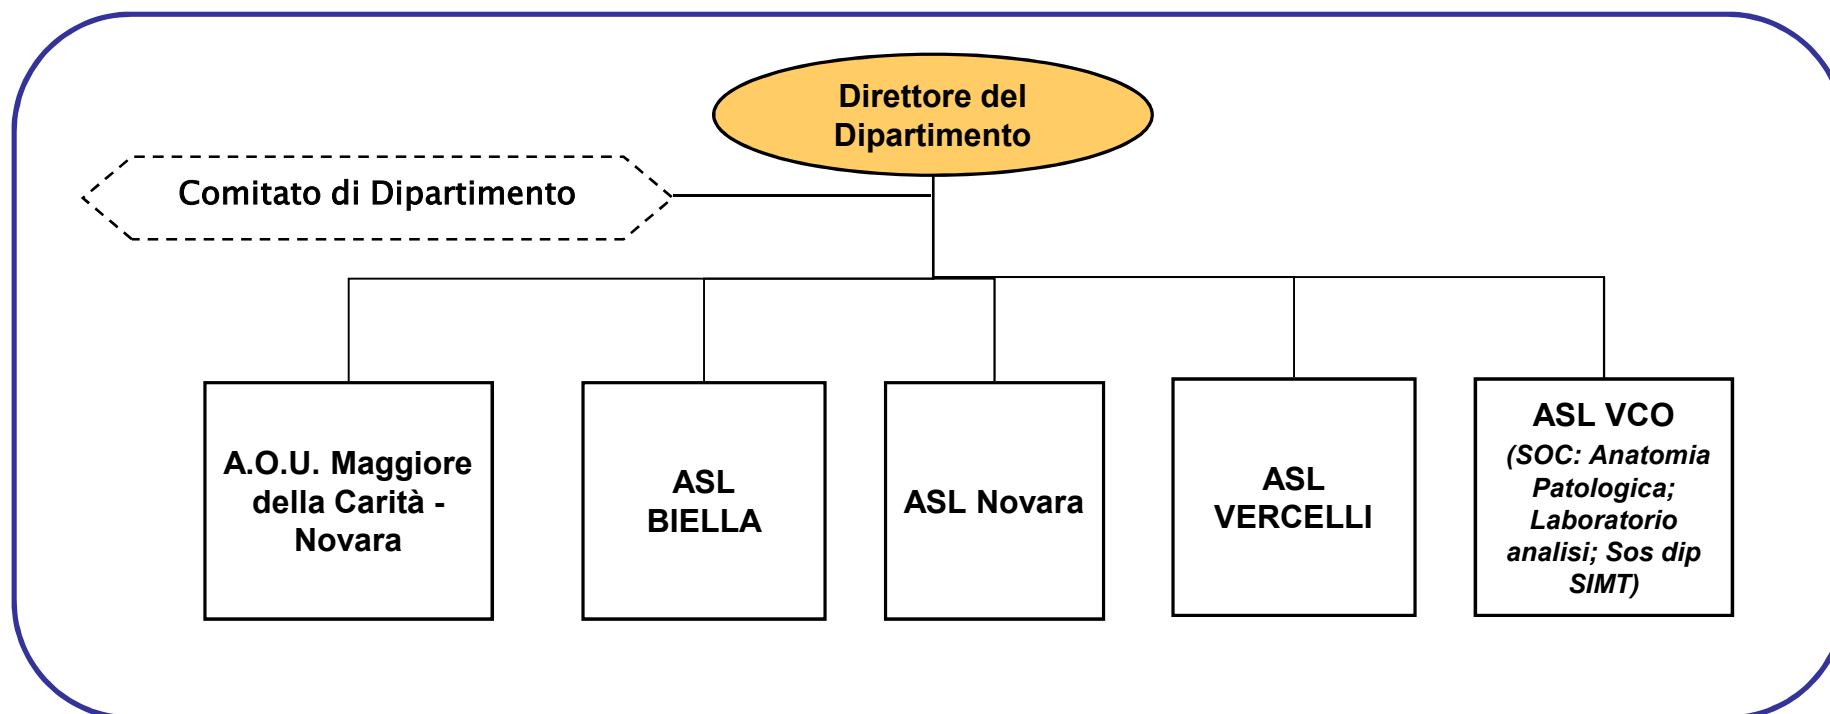 Direttore del
Dipartimento
Comitato di Dipartimento
A.O.U. Maggiore
della Carità -
Novara
ASL
BIELLA
ASL Novara
ASL
VERCELLI
ASL VCO
(SOC: Anatomia
Patologica;
Laboratorio
analisi; Sos dip
SIMT)